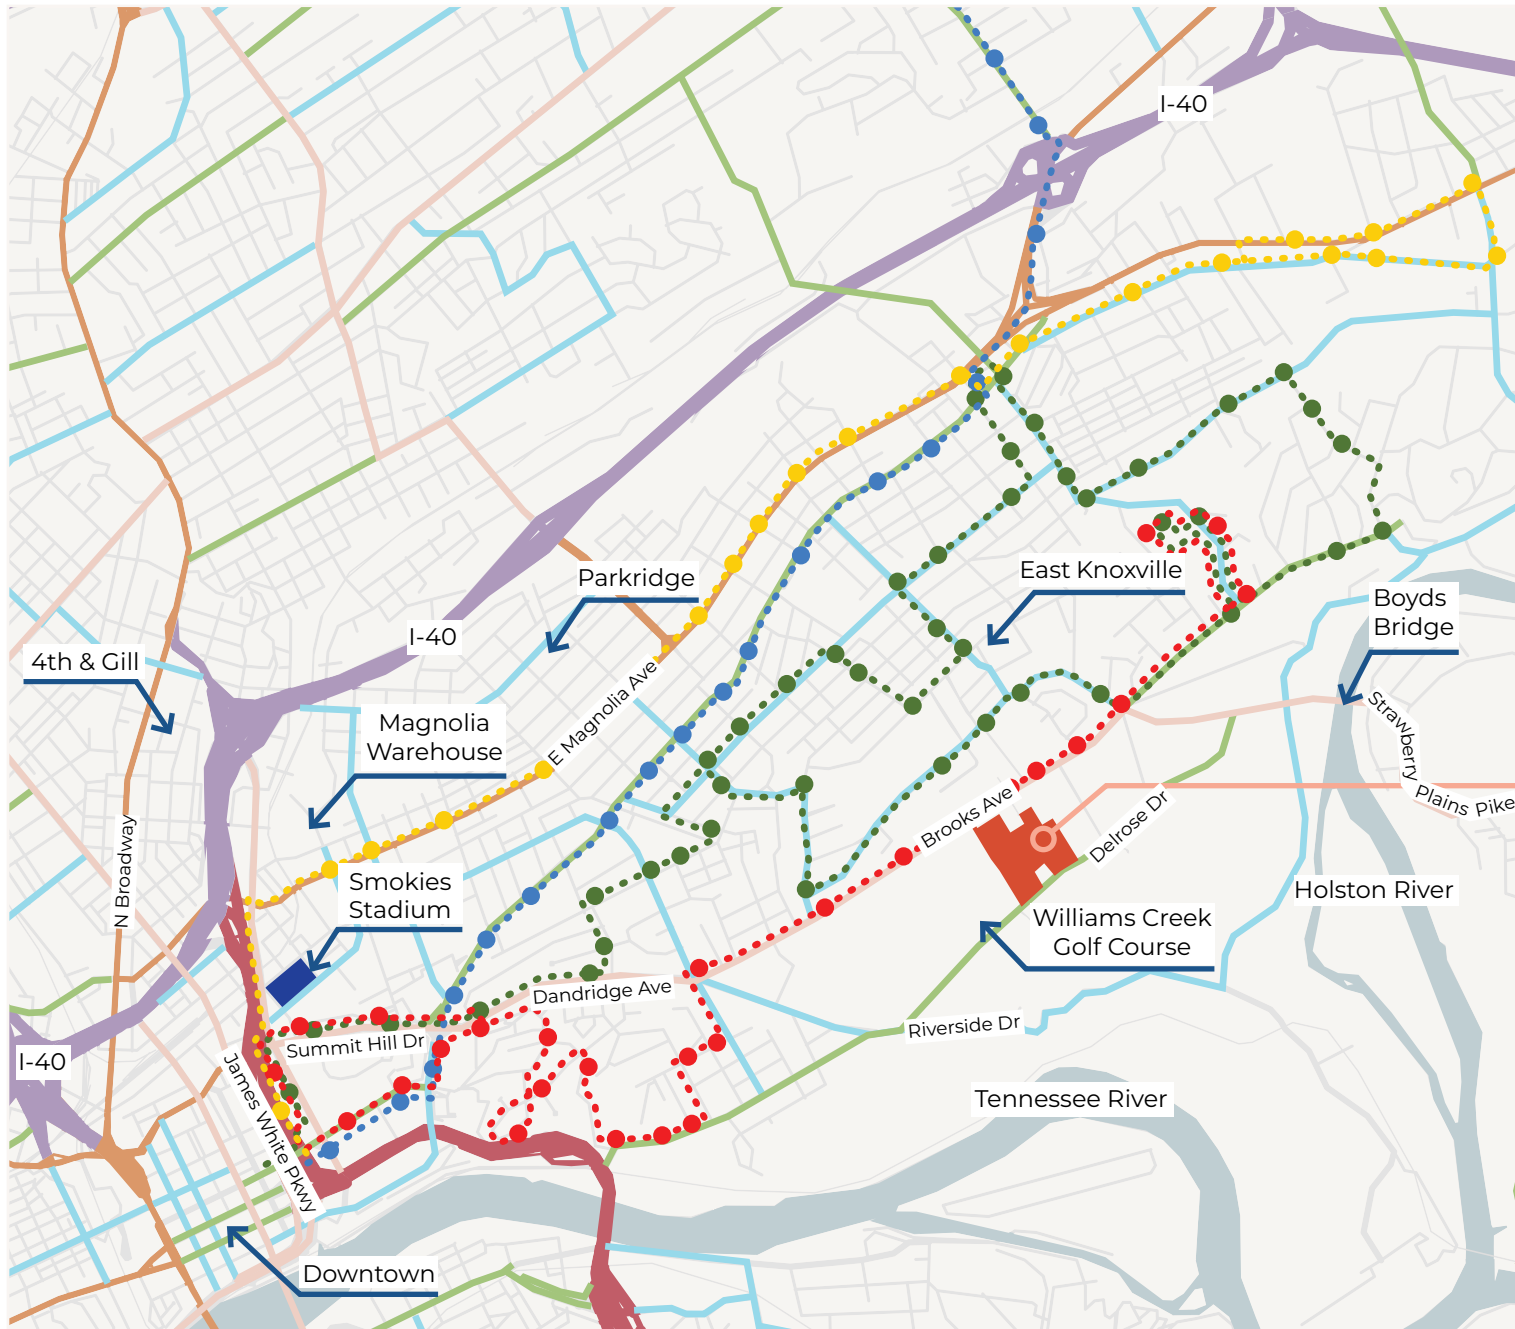 I-40
Parkridge
East Knoxville
Boyds
Bridge
I-40
4th & Gill
Magnolia
Warehouse
E Magnolia Ave
Strawberry
Plains Pike
N Broadway
Brooks Ave
Delrose Dr
Smokies
Stadium
Holston River
Williams Creek
Golf Course
Dandridge Ave
Riverside Dr
Summit Hill Dr
I-40
James White Pkwy
Tennessee River
Downtown